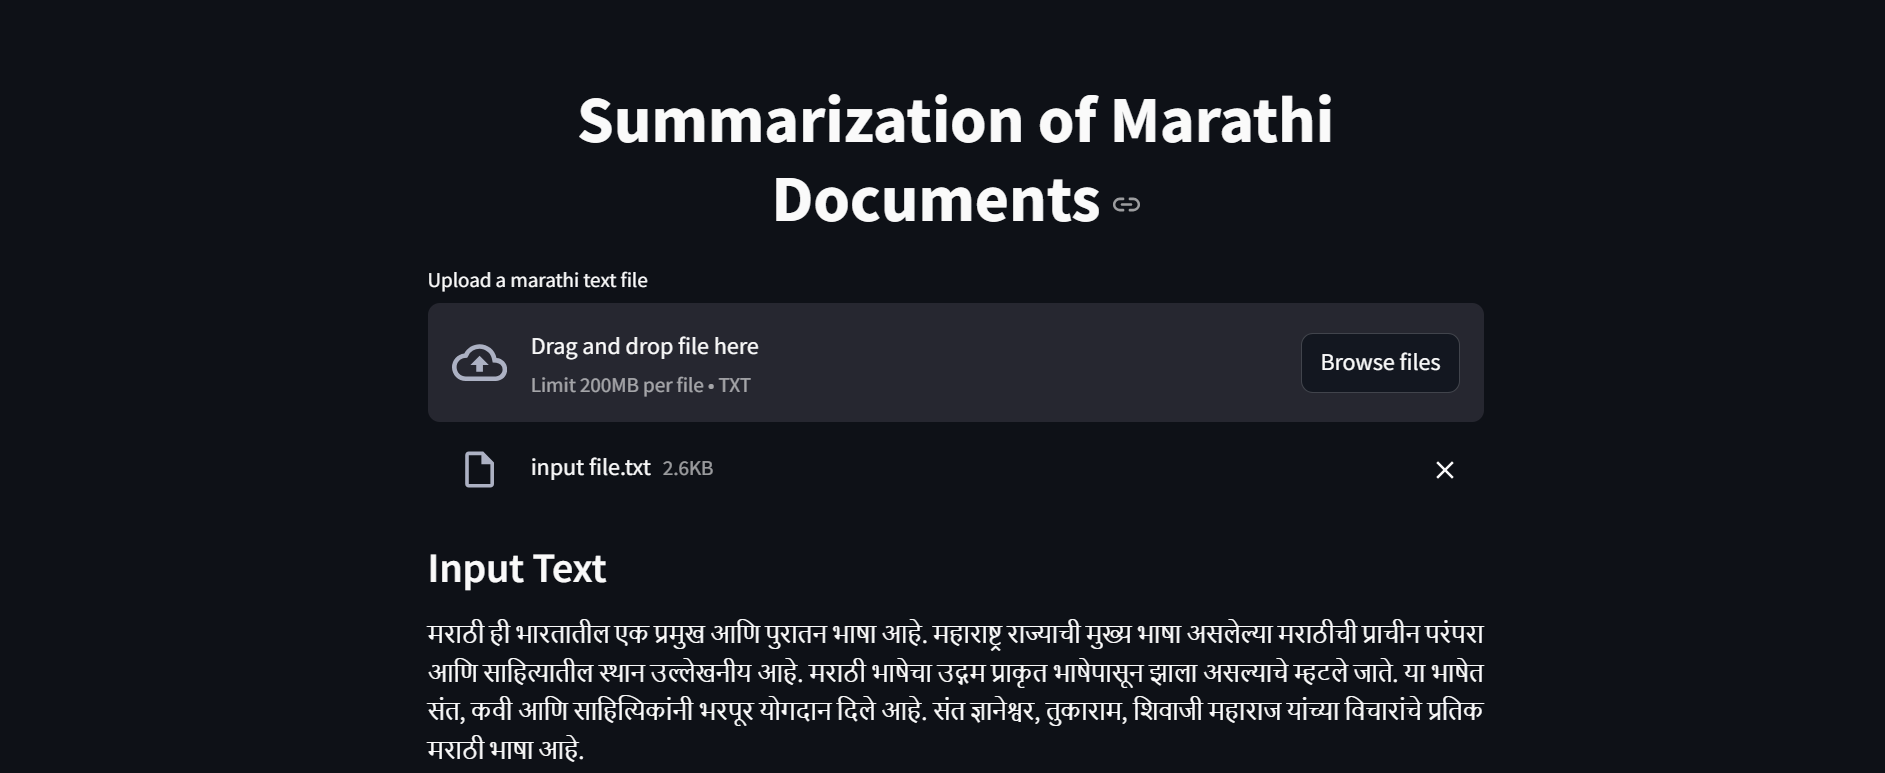 Summarization of Marathi
Documents
Upload a marathi text file
Drag and drop file here
Limit 200MB per file • TXT
Browse files
input file.txt 2.6KB
Input Text
मराठी ही भारतातील एक प्रमुख आणि पुरातन भाषा आहे. महाराष्ट्र राज्याची मुख्य भाषा असलेल्या मराठीची प्राचीन परंपरा
आणि साहित्यातील स्थान उल्लेखनीय आहे. मराठी भाषेचा उद्गम प्राकृत भाषेपासून झाला असल्याचे म्हटले जाते. या भाषेत
संत, कवी आणि साहित्यिकांनी भरपूर योगदान दिले आहे. संत ज्ञानेश्वर, तुकाराम, शिवाजी महाराज यांच्या विचारांचे प्रतिक
मराठी भाषा आहे.